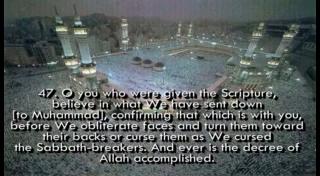 47. O you who were given the Scripture,
believe in what We have sent down
[to Muhammad], confirming that which is with you,
before We obliterate faces and turn them toward
their backs or curse them as We cursed
the Sabbath-breakers. And ever is the decree of
Allah accomplished.